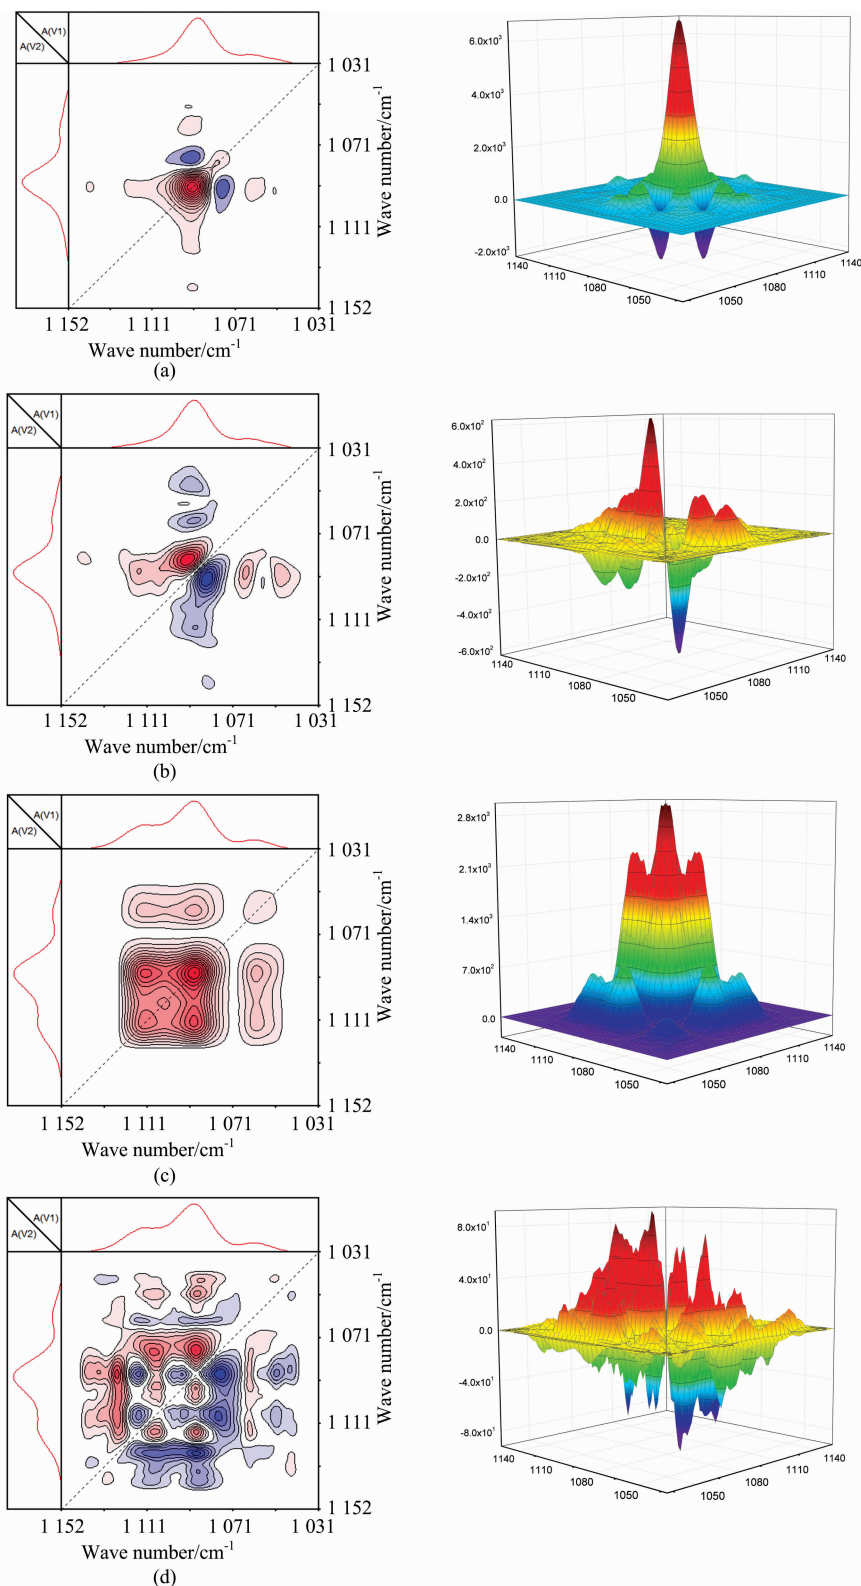 A(V1)
A(V2)
1 031
1 071
1 111
1 152
Wave number/cm-1
1 152 1 111 1 071 1 031
Wave number/cm-1
(a)
6.0x10³
4.0x10³
2.0x10³
0.0
-2.0x10³
1140
1110
1080
1050
1050
1080
1110
1140
A(V1)
A(V2)
1 031
1 071
1 111
1 152
Wave number/cm-1
1 152 1 111 1 071 1 031
Wave number/cm-1
(b)
6.0x10²
4.0x10²
2.0x10²
0.0
-2.0x10²
-4.0x10²
-6.0x10²
1140
1110
1080
1050
1050
1080
1110
1140
A(V1)
A(V2)
1 031
1 071
1 111
1 152
Wave number/cm-1
1 152 1 111 1 071 1 031
Wave number/cm-1
(c)
2.8x10³
2.1x10³
1.4x10³
7.0x10²
0.0
1140
1110
1080
1050
1050
1080
1110
1140
A(V1)
A(V2)
1 031
1 071
1 111
1 152
Wave number/cm-1
1 152 1 111 1 071 1 031
Wave number/cm-1
(d)
8.0x10¹
4.0x10¹
0.0
-4.0x10¹
-8.0x10¹
1140
1110
1080
1050
1050
1080
1110
1140